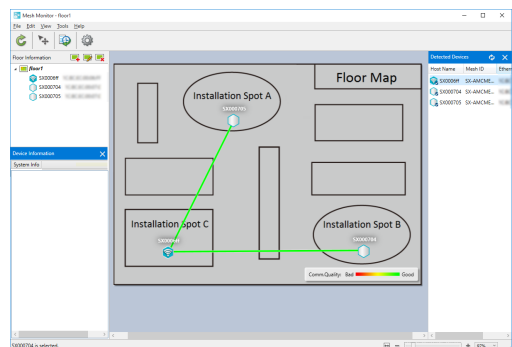 Mesh Monitor - floor1
File Edit View Tools Help
Floor Information
floor1
SX0006ff
SX000704
SX000705
Device Information
System Info
Floor Map
Installation Spot A
SX000705
Installation Spot C
SX0006ff
Installation Spot B
SX000704
Comm.Quality: Bad Good
Detected Devices
Host Name Mesh ID Ethern
SX0006ff SX-AMCME...
SX000704 SX-AMCME...
SX000705 SX-AMCME...
SX000704 is selected.
87%